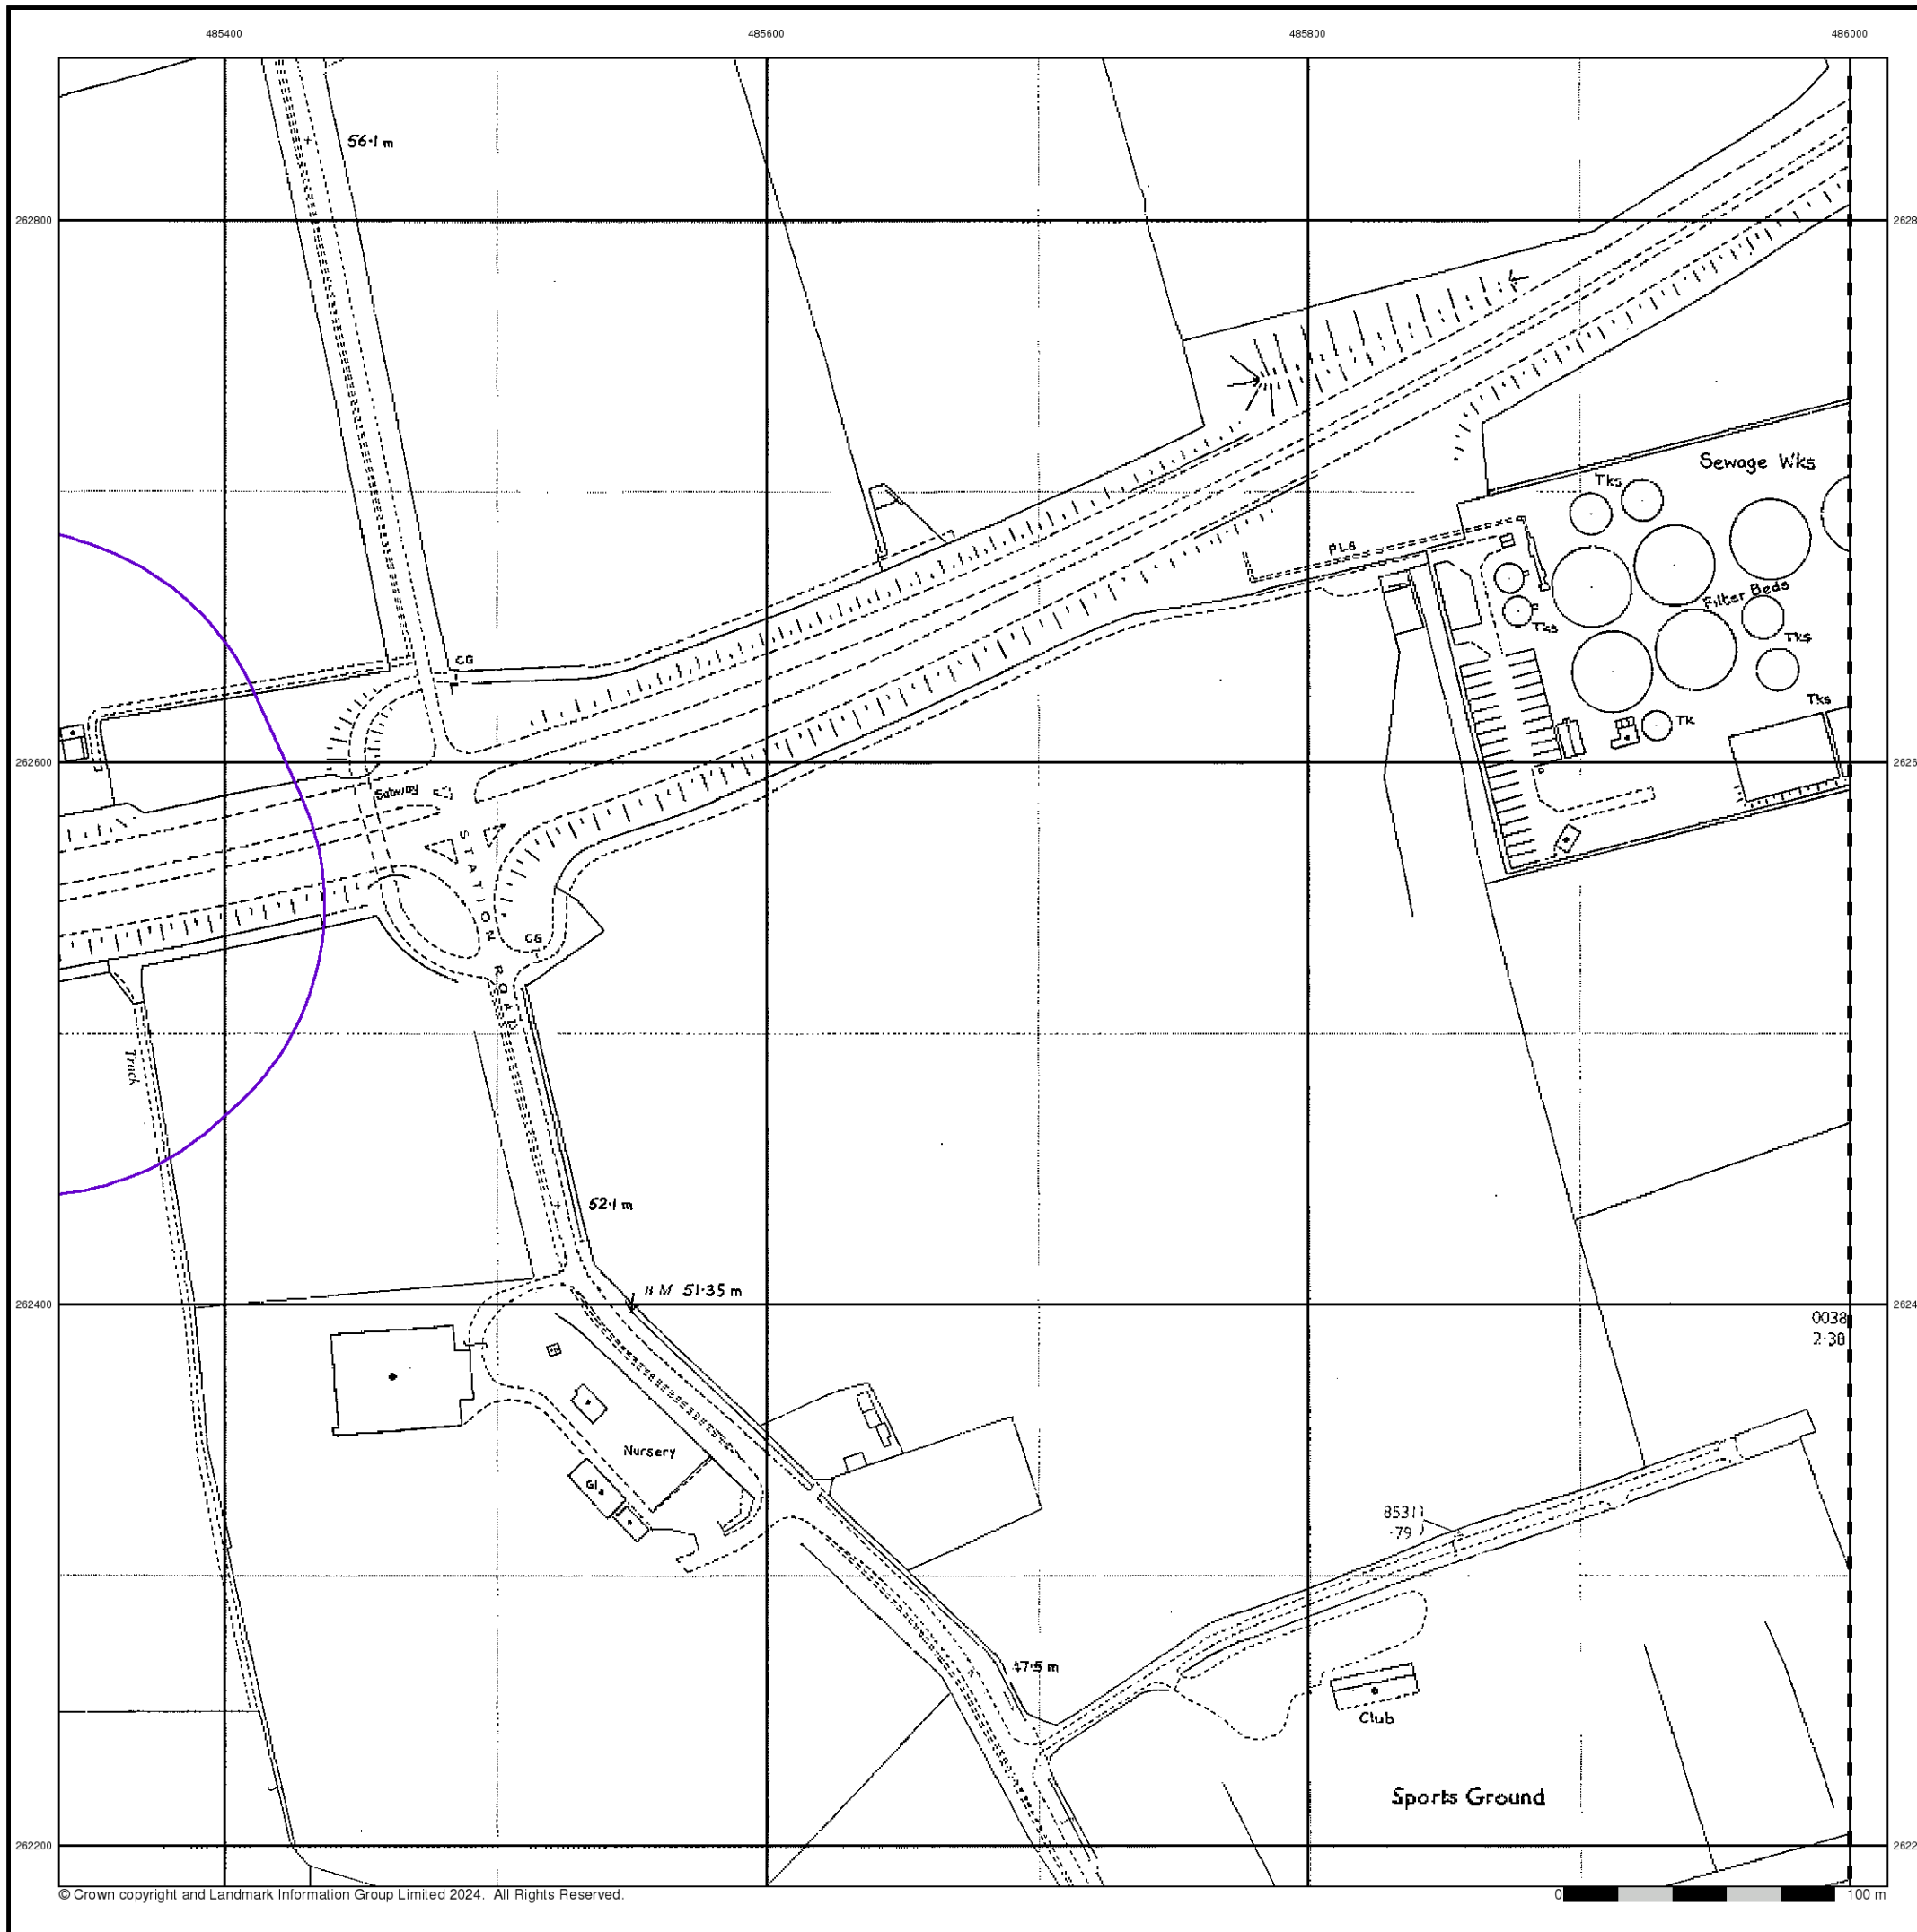 485400 485600 485800 486000
56·1 m
262800
Sewage Wks
Tks
PLG
Filter Beds
Tks
Tks
CG
Tks
Tk
262600
Subway
STATION ROAD
CG
Track
52·1 m
BM 51·35 m
262400
0038
2·38
Nursery
Gl
8531
·79
47·5 m
Club
Sports Ground
262200
© Crown copyright and Landmark Information Group Limited 2024. All Rights Reserved.
0 100 m